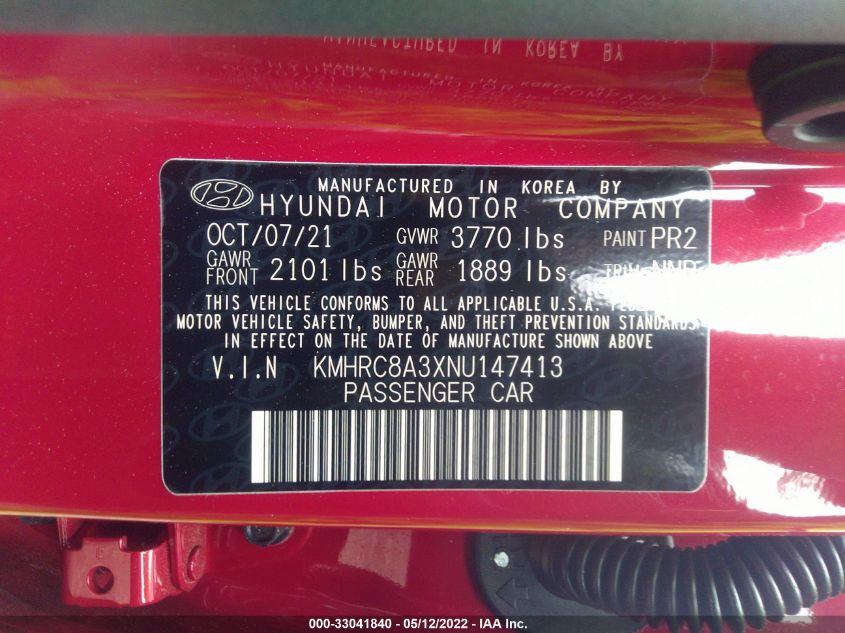 MANUFACTURED IN KOREA BY
HYUNDAI MOTOR COMPANY
OCT/07/21 GVWR 3770 lbs PAINT PR2
GAWR FRONT 2101 lbs GAWR REAR 1889 lbs TRIM
THIS VEHICLE CONFORMS TO ALL APPLICABLE U.S.A.
MOTOR VEHICLE SAFETY, BUMPER, AND THEFT PREVENTION STANDARDS
IN EFFECT ON THE DATE OF MANUFACTURE SHOWN ABOVE
V.I.N KMHRC8A3XNU147413
PASSENGER CAR
000-33041840 - 05/12/2022 - IAA Inc.